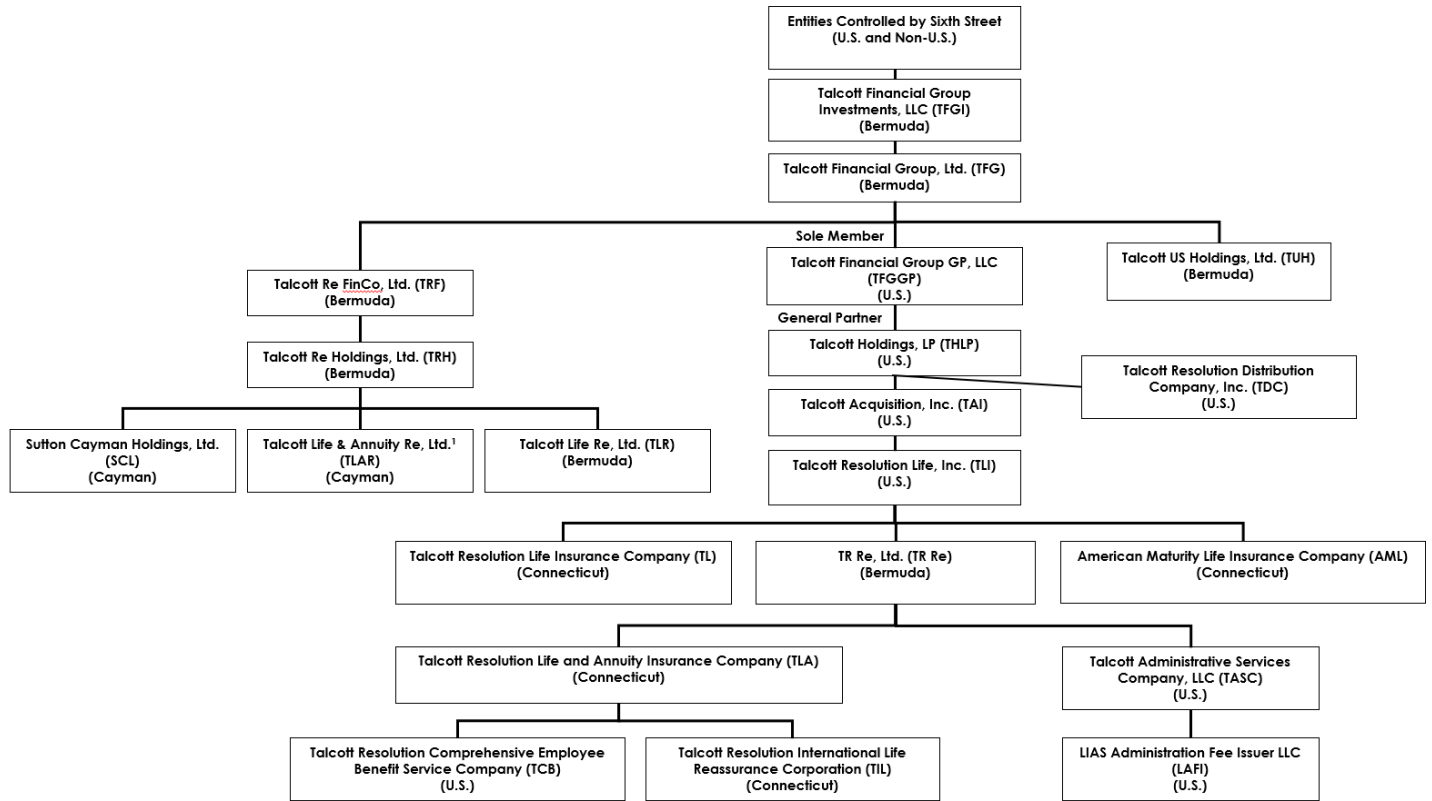 Entities Controlled by Sixth Street
(U.S. and Non-U.S.)
Talcott Financial Group
Investments, LLC (TFGI)
(Bermuda)
Talcott Financial Group, Ltd. (TFG)
(Bermuda)
Sole Member
Talcott Financial Group GP, LLC
(TFGGP)
(U.S.)
Talcott US Holdings, Ltd. (TUH)
(Bermuda)
Talcott Re FinCo, Ltd. (TRF)
(Bermuda)
General Partner
Talcott Holdings, LP (THLP)
(U.S.)
Talcott Re Holdings, Ltd. (TRH)
(Bermuda)
Talcott Resolution Distribution
Company, Inc. (TDC)
(U.S.)
Talcott Acquisition, Inc. (TAI)
(U.S.)
Sutton Cayman Holdings, Ltd.
(SCL)
(Cayman)
Talcott Life & Annuity Re, Ltd.¹
(TLAR)
(Cayman)
Talcott Life Re, Ltd. (TLR)
(Bermuda)
Talcott Resolution Life, Inc. (TLI)
(U.S.)
Talcott Resolution Life Insurance Company (TL)
(Connecticut)
TR Re, Ltd. (TR Re)
(Bermuda)
American Maturity Life Insurance Company (AML)
(Connecticut)
Talcott Resolution Life and Annuity Insurance Company (TLA)
(Connecticut)
Talcott Administrative Services
Company, LLC (TASC)
(U.S.)
Talcott Resolution Comprehensive Employee
Benefit Service Company (TCB)
(U.S.)
Talcott Resolution International Life
Reassurance Corporation (TIL)
(Connecticut)
LIAS Administration Fee Issuer LLC
(LAFI)
(U.S.)